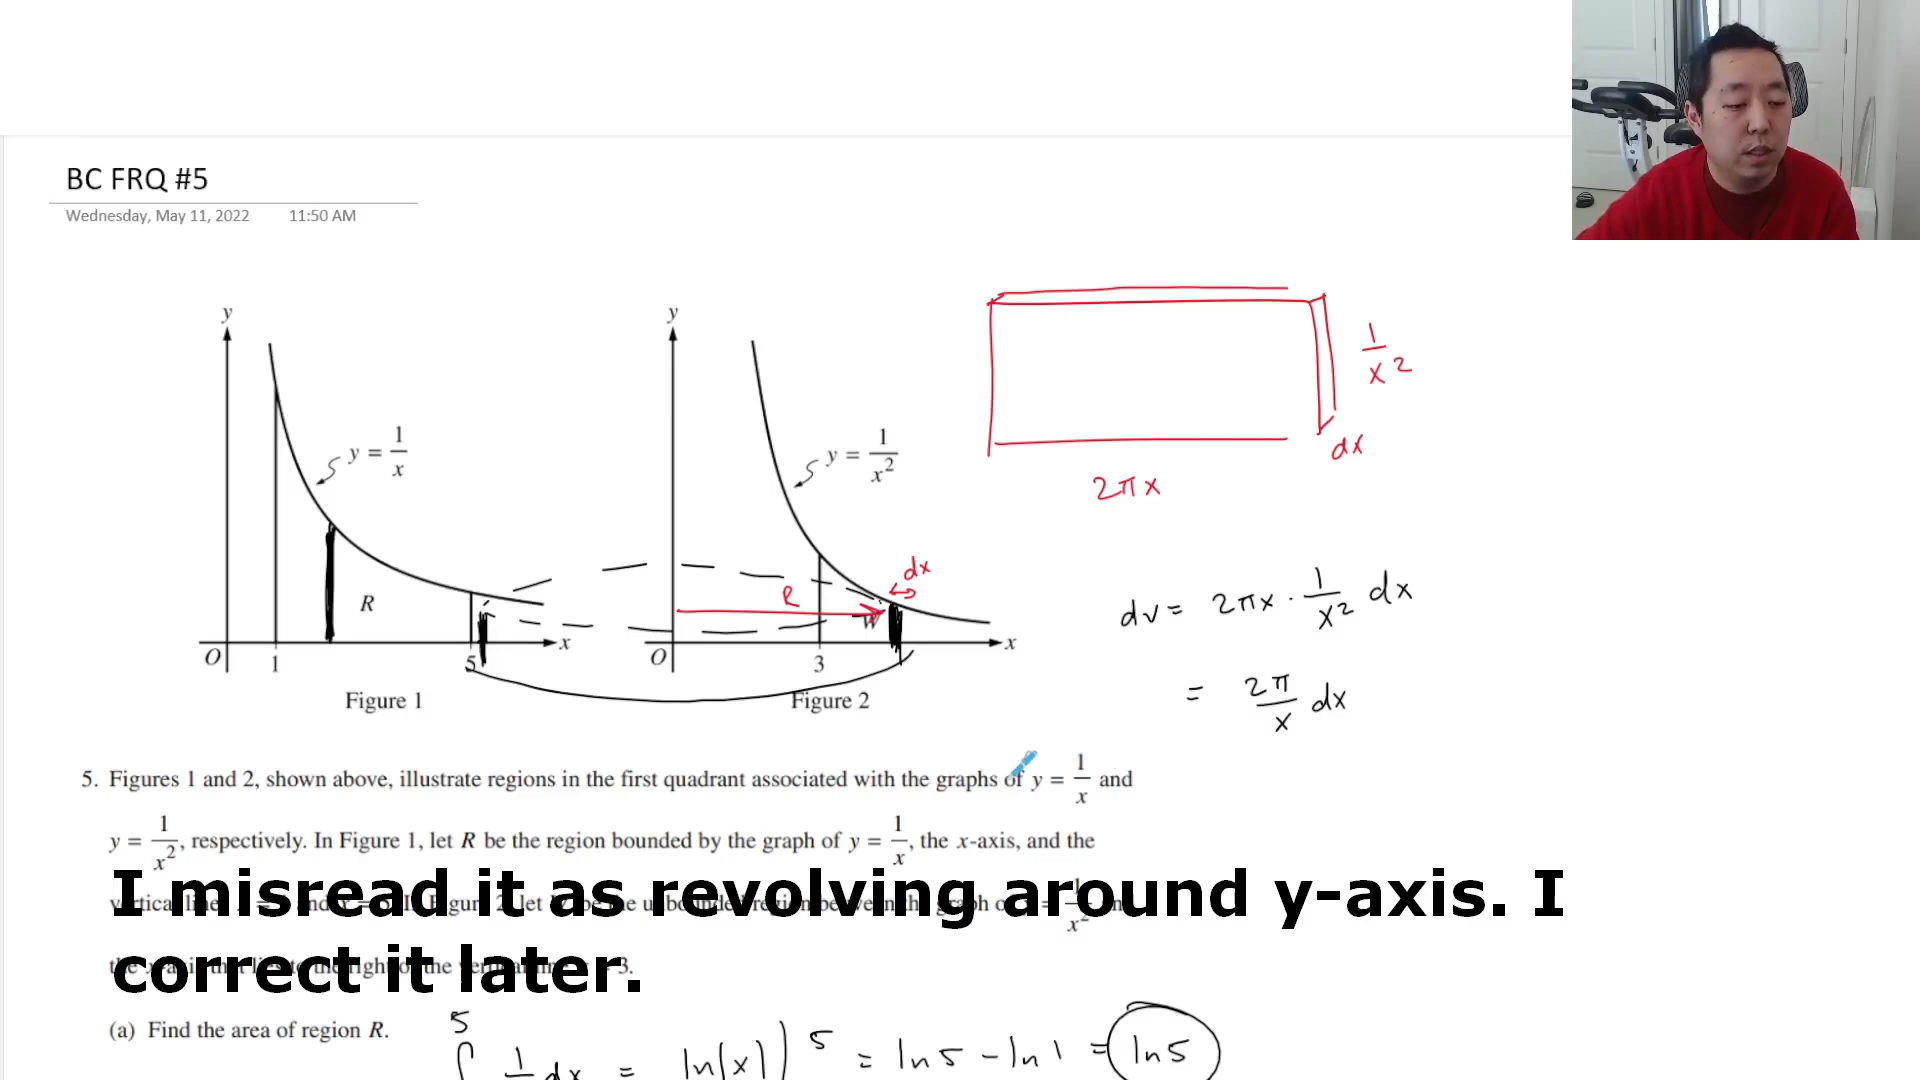 BC FRQ #5
Wednesday, May 11, 2022 11:50 AM
y
y = 1/x
R
O 1 5 x
Figure 1
y
y = 1/x²
R
dx
W
O 3 x
Figure 2
1/x²
dx
2πx
dv = 2πx · 1/x² dx
= 2π/x dx
5. Figures 1 and 2, shown above, illustrate regions in the first quadrant associated with the graphs of y = 1/x and
y = 1/x², respectively. In Figure 1, let R be the region bounded by the graph of y = 1/x, the x-axis, and the
I misread it as revolving around y-axis. I
correct it later.
3.
(a) Find the area of region R.
5
∫ 1 dx = ln(x)) 5 = ln5 - ln1 = ln5